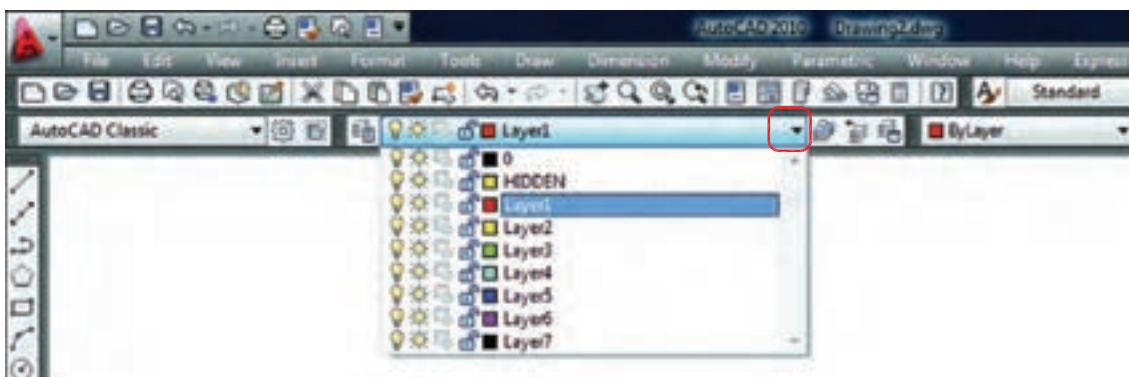 AutoCAD 2010 Drawing2.dwg
File Edit View Insert Format Tools Draw Dimension Modify Parametric Window Help Express
Standard
AutoCAD Classic Layer1 ByLayer
0
HIDDEN
Layer1
Layer2
Layer3
Layer4
Layer5
Layer6
Layer7